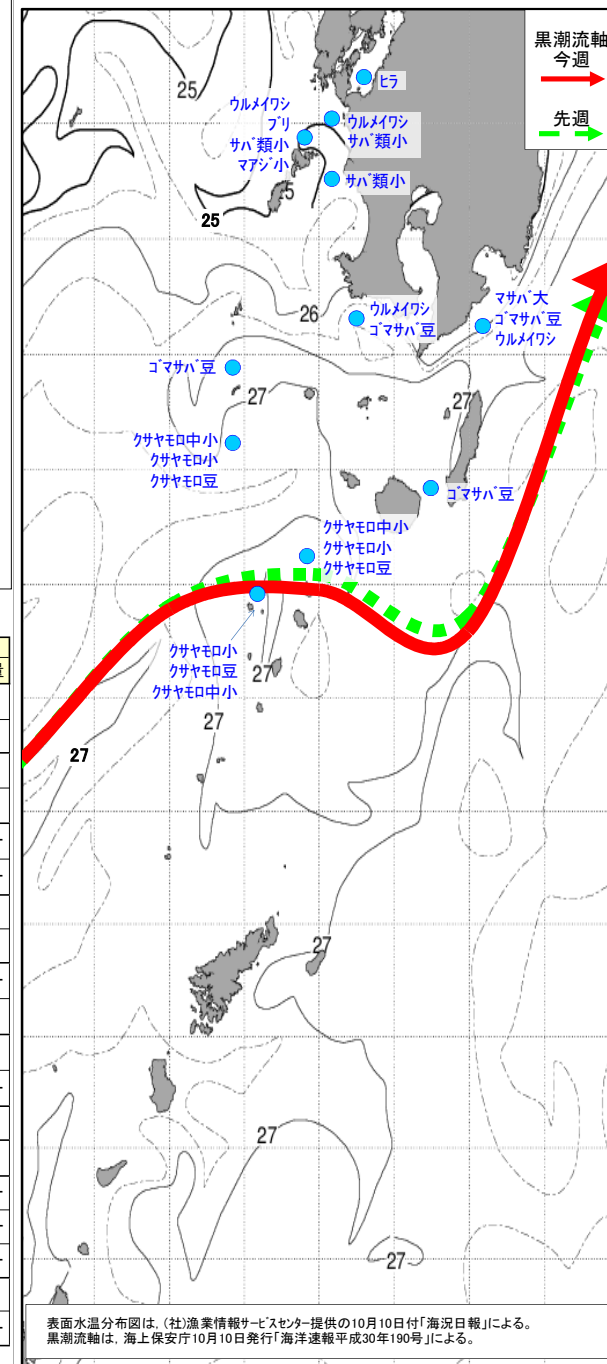 黒潮流軸
今週
先週
25
ヒラ
ウルメイワシ
ブリ
サバ類小
マアジ小
ウルメイワシ
サバ類小
サバ類小
25
25
26
ウルメイワシ
ゴマサバ豆
マサバ大
ゴマサバ豆
ウルメイワシ
ゴマサバ豆
27
27
クサヤモロ中小
クサヤモロ小
クサヤモロ豆
ゴマサバ豆
クサヤモロ中小
クサヤモロ小
クサヤモロ豆
クサヤモロ小
クサヤモロ豆
クサヤモロ中小
27
量
27
27
27
27
27
表面水温分布図は, (社)漁業情報サービスセンター提供の10月10日付「海況日報」による。
黒潮流軸は, 海上保安庁10月10日発行「海洋速報平成30年190号」による。